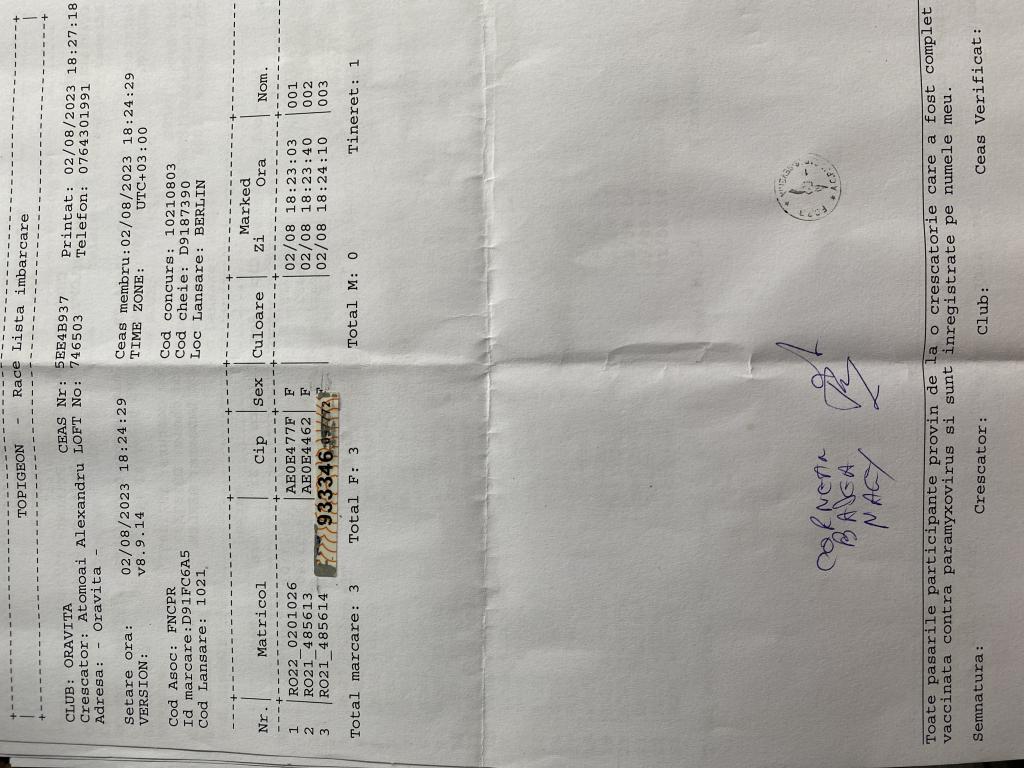 TOPIGEON - Race Lista imbarcare
CLUB: ORAVITA CEAS Nr: 5EE4B937 Printat: 02/08/2023 18:27:18
Crescator: Atomoai Alexandru LOFT No: 746503 Telefon: 0764301991
Adresa: - Oravita -
Setare ora: 02/08/2023 18:24:29 Ceas membru:02/08/2023 18:24:29
VERSION: v8.9.14 TIME ZONE: UTC+03:00
Cod Asoc: FNCPR Cod concurs: 10210803
Id marcare:D91FC6A5 Cod cheie: D9187390
Cod Lansare: 1021 Loc Lansare: BERLIN
Marked
Nr.| Matricol | Cip |Sex| Culoare | Zi Ora | Nom.
1 |RO22_0201026 |AE0E477F| F | |02/08 18:23:03 |001
2 |RO21_485613 |AE0E4462| F | |02/08 18:23:40 |002
3 |RO21_485614 933346 F | |02/08 18:24:10 |003
Total marcare: 3 Total F: 3 Total M: 0 Tineret: 1
CORNEAN
BADEA
NAGY
Toate pasarile participante provin de la o crescatorie care a fost complet
vaccinata contra paramyxovirus si sunt inregistrate pe numele meu.
Semnatura: Crescator: Club: Ceas Verificat: